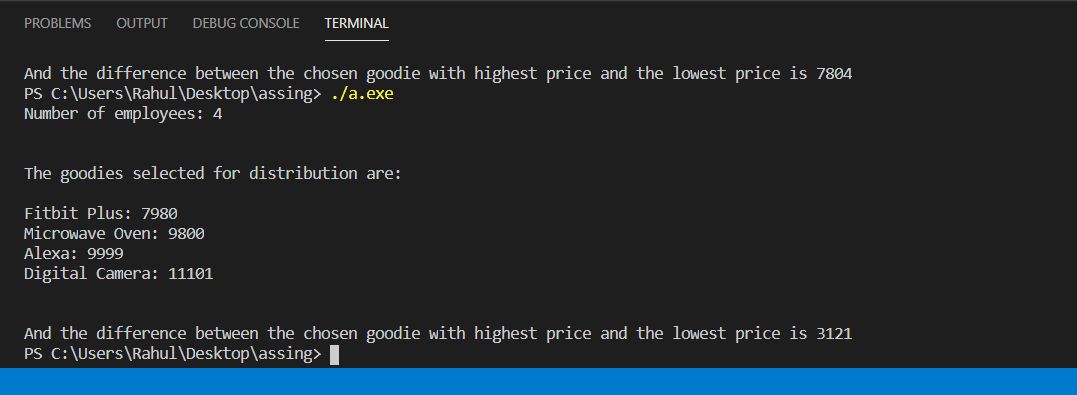 PROBLEMS OUTPUT DEBUG CONSOLE TERMINAL
And the difference between the chosen goodie with highest price and the lowest price is 7804
PS C:\Users\Rahul\Desktop\assing> ./a.exe
Number of employees: 4
The goodies selected for distribution are:
Fitbit Plus: 7980
Microwave Oven: 9800
Alexa: 9999
Digital Camera: 11101
And the difference between the chosen goodie with highest price and the lowest price is 3121
PS C:\Users\Rahul\Desktop\assing>